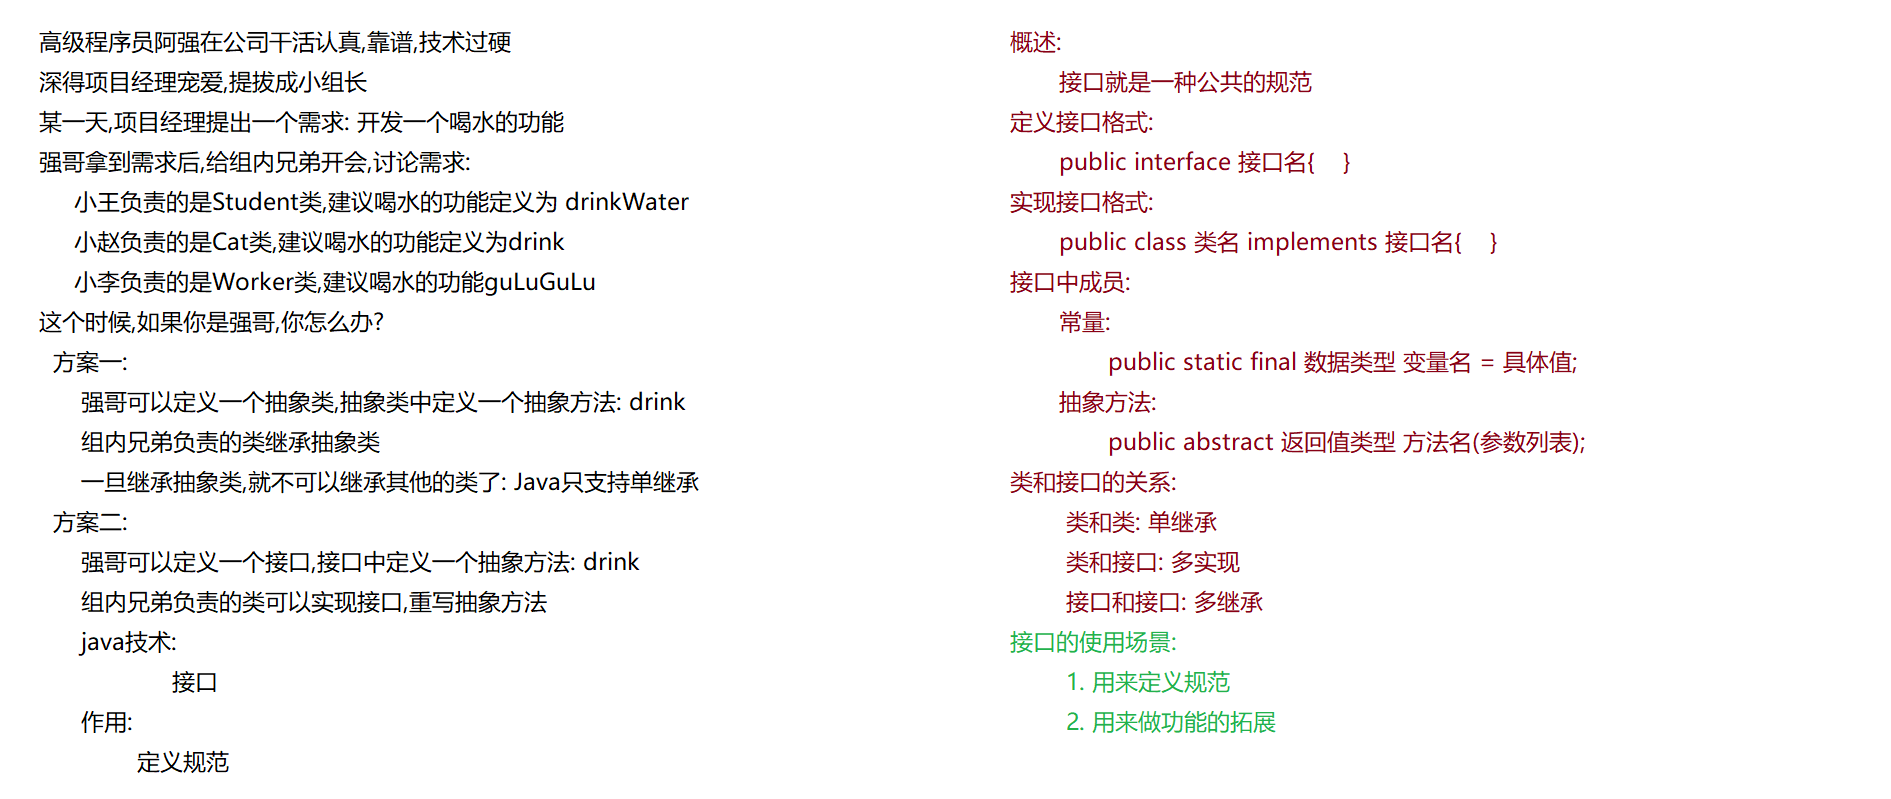 高级程序员阿强在公司干活认真,靠谱,技术过硬
深得项目经理宠爱,提拔成小组长
某一天,项目经理提出一个需求: 开发一个喝水的功能
强哥拿到需求后,给组内兄弟开会,讨论需求:
小王负责的是Student类,建议喝水的功能定义为 drinkWater
小赵负责的是Cat类,建议喝水的功能定义为drink
小李负责的是Worker类,建议喝水的功能guLuGuLu
这个时候,如果你是强哥,你怎么办?
方案一:
强哥可以定义一个抽象类,抽象类中定义一个抽象方法: drink
组内兄弟负责的类继承抽象类
一旦继承抽象类,就不可以继承其他的类了: Java只支持单继承
方案二:
强哥可以定义一个接口,接口中定义一个抽象方法: drink
组内兄弟负责的类可以实现接口,重写抽象方法
java技术:
接口
作用:
定义规范
概述:
接口就是一种公共的规范
定义接口格式:
public interface 接口名{ }
实现接口格式:
public class 类名 implements 接口名{ }
接口中成员:
常量:
public static final 数据类型 变量名 = 具体值;
抽象方法:
public abstract 返回值类型 方法名(参数列表);
类和接口的关系:
类和类: 单继承
类和接口: 多实现
接口和接口: 多继承
接口的使用场景:
1. 用来定义规范
2. 用来做功能的拓展